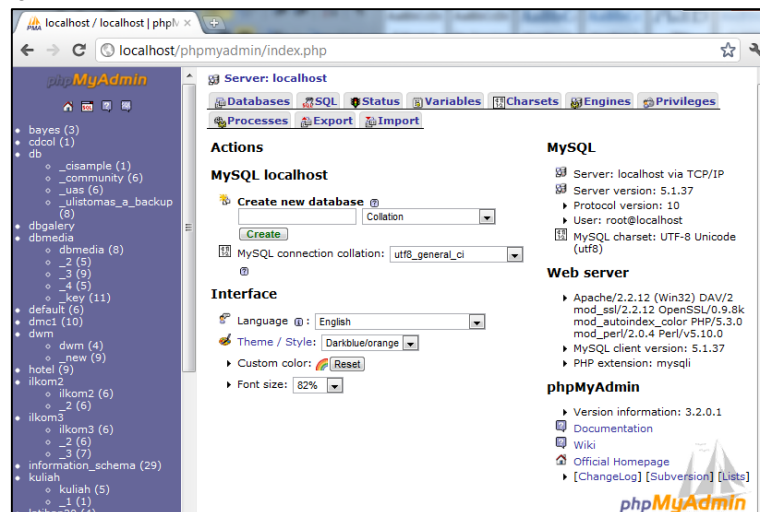 localhost / localhost | phpM
localhost/phpmyadmin/index.php
phpMyAdmin
bayes (3)
cdcol (1)
db
_cisample (1)
_community (6)
_uas (6)
_ulistomas_a_backup
(8)
dbgalery
dbmedia
dbmedia (8)
_2 (5)
_3 (9)
_4 (5)
_key (11)
default (6)
dmc1 (10)
dwm
dwm (4)
_new (9)
hotel (9)
ilkom2
ilkom2 (6)
_2 (6)
ilkom3
ilkom3 (6)
_2 (6)
_3 (7)
information_schema (29)
kuliah
kuliah (5)
_1 (1)
Server: localhost
Databases SQL Status Variables Charsets Engines Privileges
Processes Export Import
Actions
MySQL localhost
Create new database
Collation
Create
MySQL connection collation: utf8_general_ci
Interface
Language : English
Theme / Style: Darkblue/orange
Custom color: Reset
Font size: 82%
MySQL
Server: localhost via TCP/IP
Server version: 5.1.37
Protocol version: 10
User: root@localhost
MySQL charset: UTF-8 Unicode
(utf8)
Web server
Apache/2.2.12 (Win32) DAV/2
mod_ssl/2.2.12 OpenSSL/0.9.8k
mod_autoindex_color PHP/5.3.0
mod_perl/2.0.4 Perl/v5.10.0
MySQL client version: 5.1.37
PHP extension: mysqli
phpMyAdmin
Version information: 3.2.0.1
Documentation
Wiki
Official Homepage
[ChangeLog] [Subversion] [Lists]
phpMyAdmin